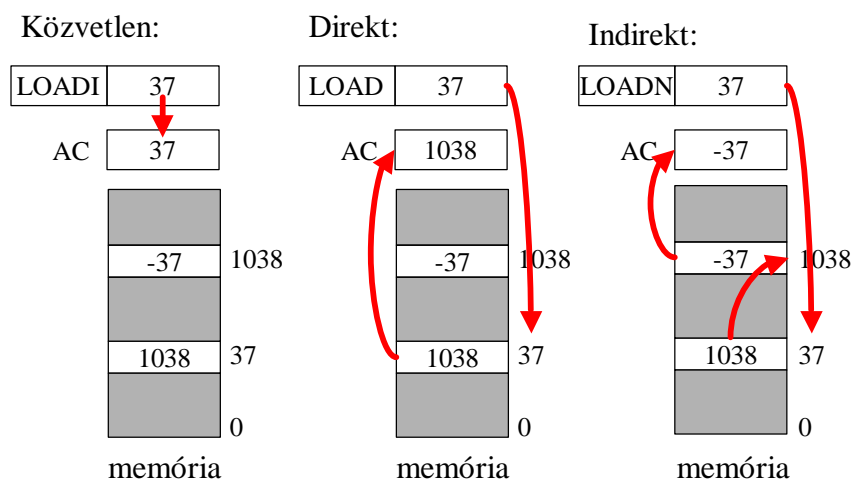 Közvetlen:
LOADI 37
AC 37
-37 1038
1038 37
0
memória
Direkt:
LOAD 37
AC 1038
-37 1038
1038 37
0
memória
Indirekt:
LOADN 37
AC -37
-37 1038
1038 37
0
memória